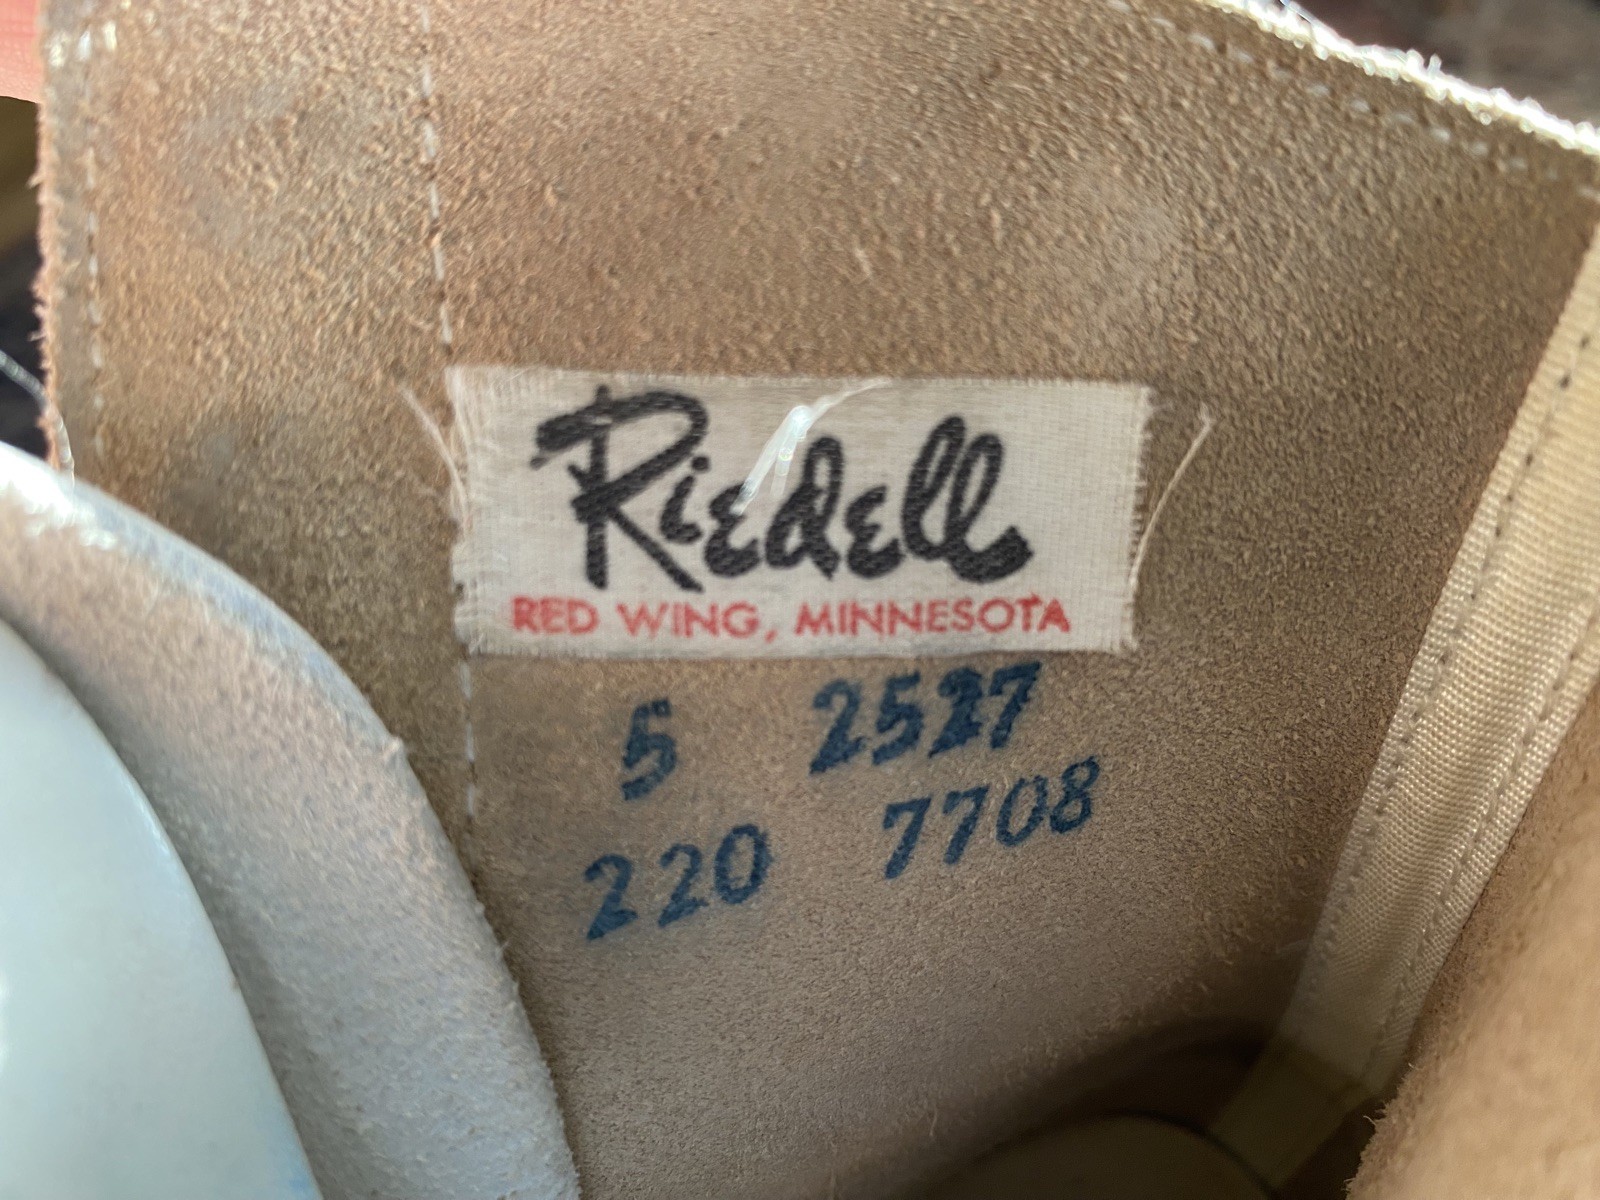 Riedell
RED WING, MINNESOTA
5 2527
220 7708